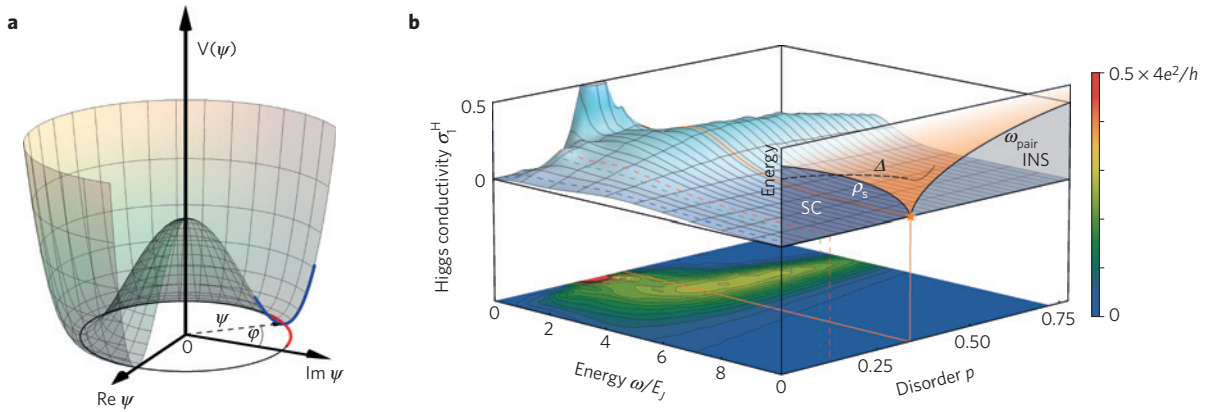 a
V(ψ)
ψ
φ
0
Im ψ
Re ψ
b
0.5
0
Higgs conductivity σ₁ᴴ
Energy
Δ
ρₛ
SC
ω_pair
INS
0
2
4
6
8
Energy ω/E_J
0
0.25
0.50
0.75
Disorder p
0.5 × 4e²/h
0